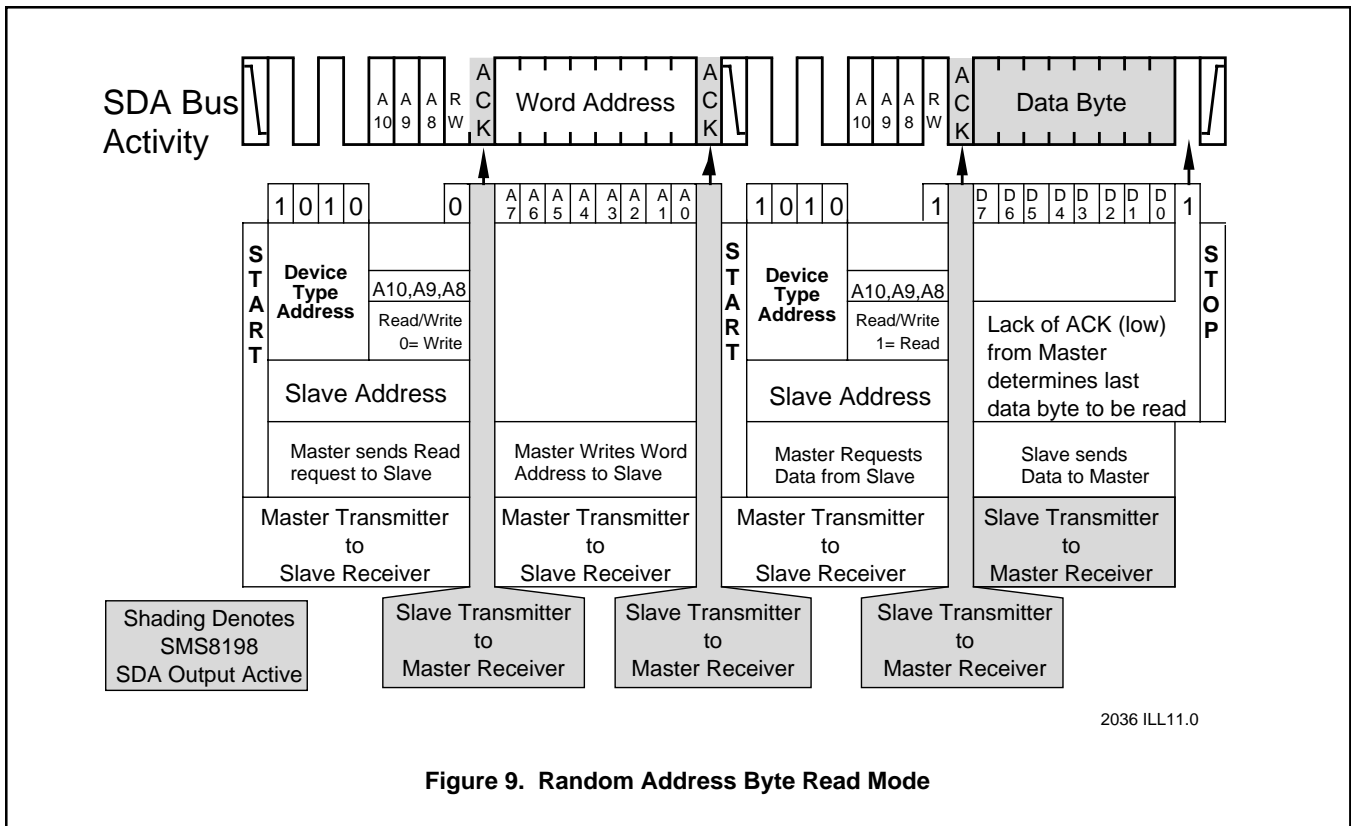 SDA Bus
Activity
A 10
A 9
A 8
R W
ACK
Word Address
ACK
A 10
A 9
A 8
R W
ACK
Data Byte
1 0 1 0
0
A 7
A 6
A 5
A 4
A 3
A 2
A 1
A 0
1 0 1 0
1
D 7
D 6
D 5
D 4
D 3
D 2
D 1
D 0
1
START
Device
Type
Address
A10,A9,A8
Read/Write
0= Write
Slave Address
START
Device
Type
Address
A10,A9,A8
Read/Write
1= Read
Slave Address
Lack of ACK (low)
from Master
determines last
data byte to be read
STOP
Master sends Read
request to Slave
Master Writes Word
Address to Slave
Master Requests
Data from Slave
Slave sends
Data to Master
Master Transmitter
to
Slave Receiver
Master Transmitter
to
Slave Receiver
Master Transmitter
to
Slave Receiver
Slave Transmitter
to
Master Receiver
Shading Denotes
SMS8198
SDA Output Active
Slave Transmitter
to
Master Receiver
Slave Transmitter
to
Master Receiver
Slave Transmitter
to
Master Receiver
2036 ILL11.0
Figure 9. Random Address Byte Read Mode